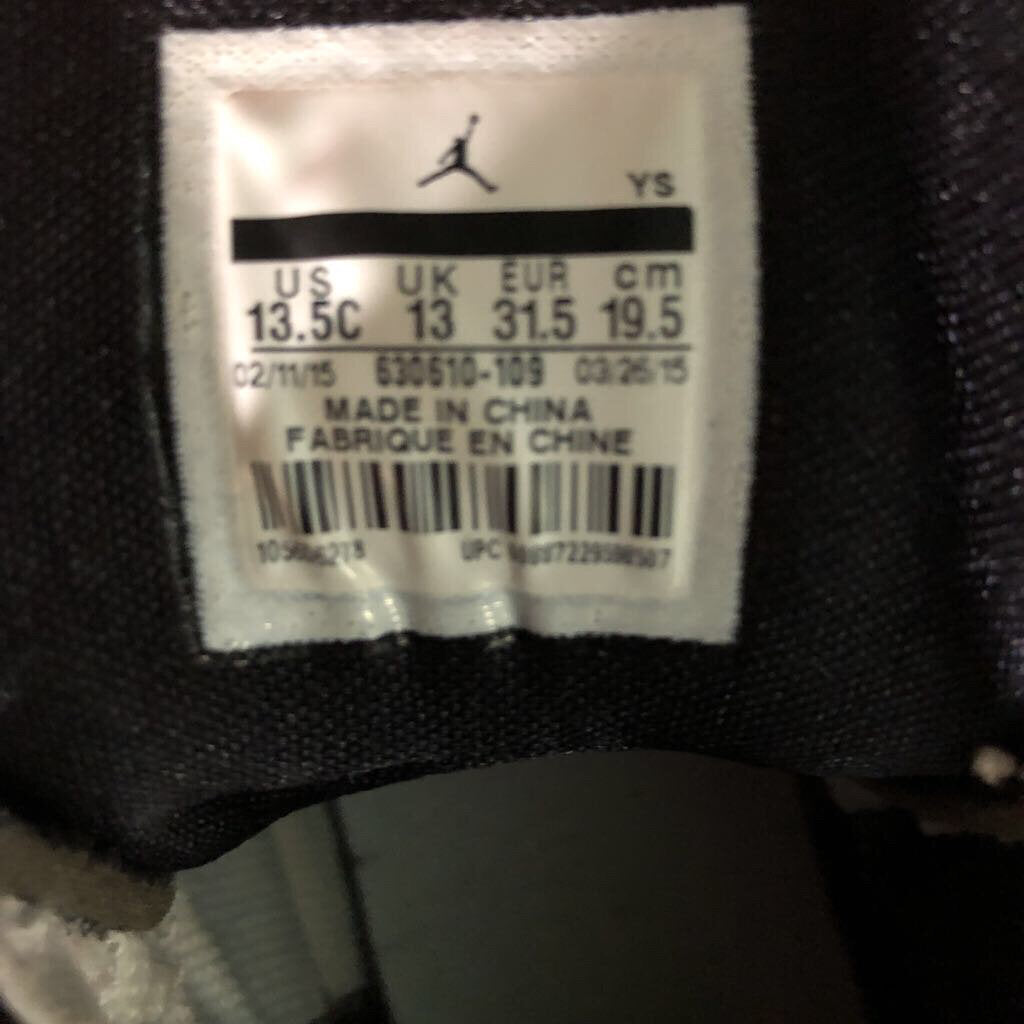 YS
US UK EUR cm
13.5C 13 31.5 19.5
02/11/15 630610-109 03/26/15
MADE IN CHINA
FABRIQUE EN CHINE
UPC